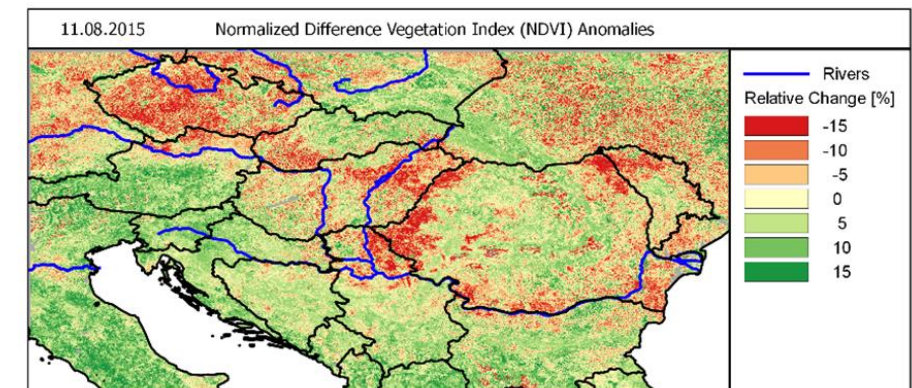 11.08.2015 Normalized Difference Vegetation Index (NDVI) Anomalies
Rivers
Relative Change [%]
-15
-10
-5
0
5
10
15